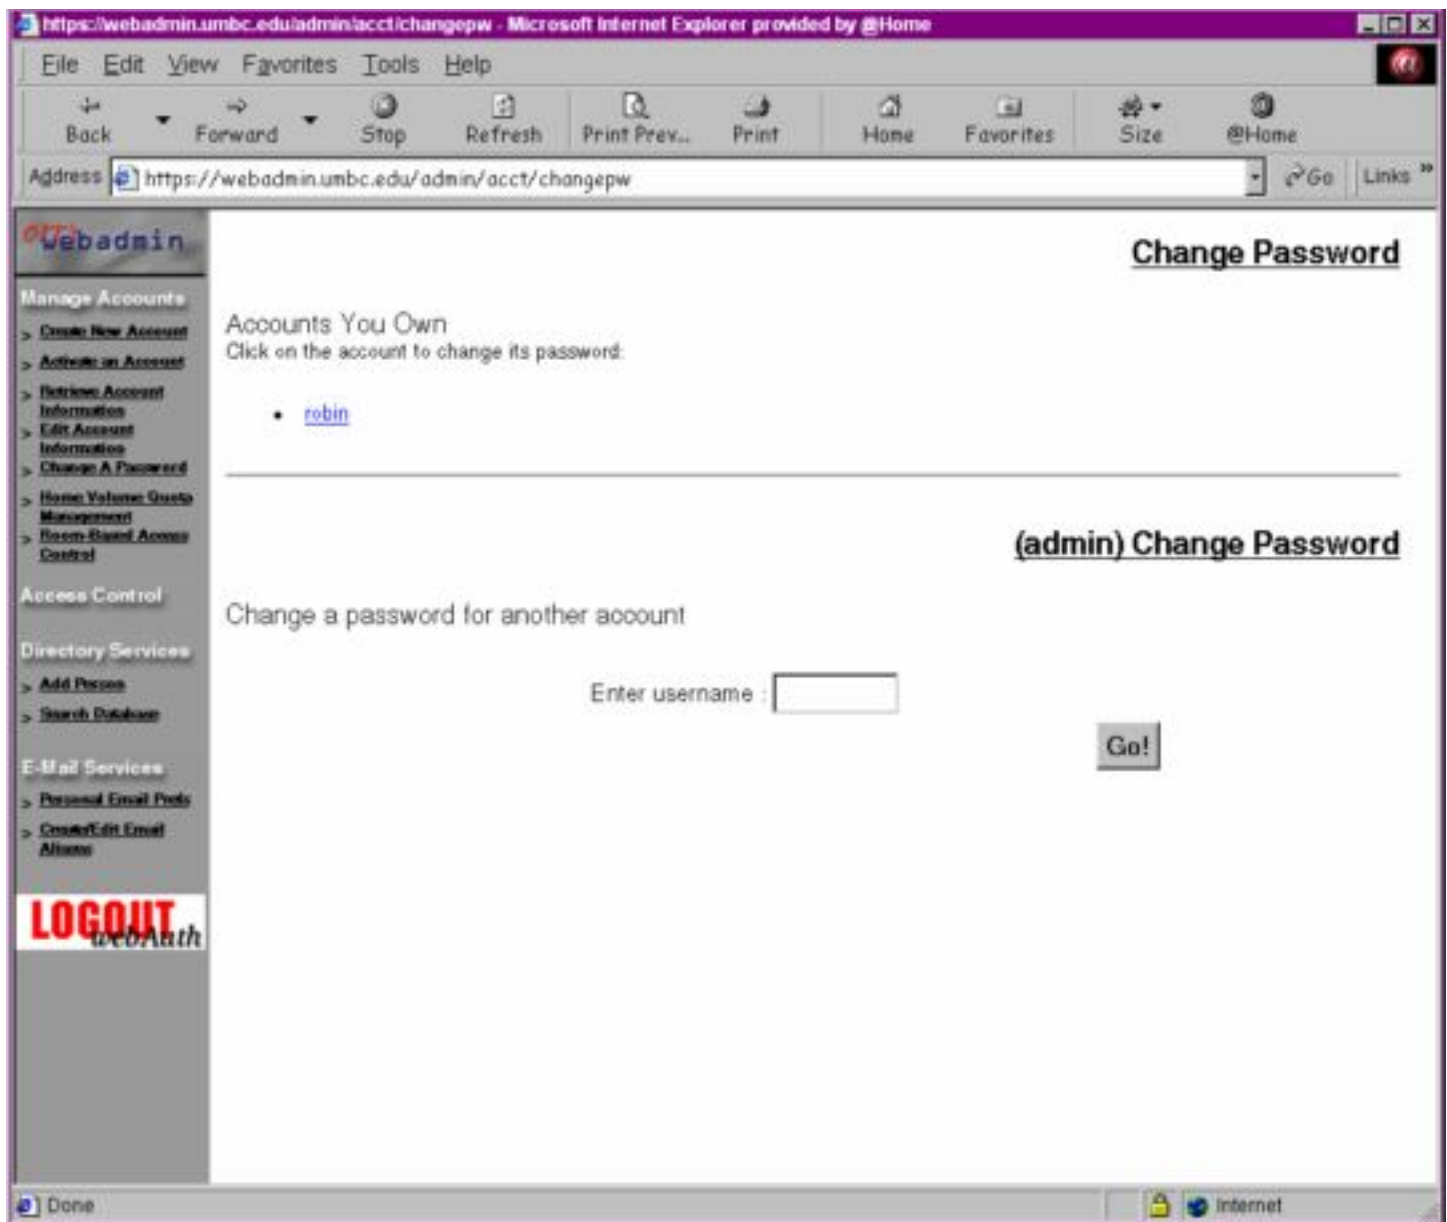 https://webadmin.umbc.edu/admin/acct/changepw - Microsoft Internet Explorer provided by @Home
File Edit View Favorites Tools Help
Back Forward Stop Refresh Print Prev... Print Home Favorites Size @Home
Address https://webadmin.umbc.edu/admin/acct/changepw Go Links »
webadmin
Manage Accounts
> Create New Account
> Activate an Account
> Retrieve Account
Information
> Edit Account
Information
> Change A Password
> Home Volume Quota
Management
> Room-Based Access
Control
Access Control
Directory Services
> Add Person
> Search Database
E-Mail Services
> Personal Email Prefs
> Create/Edit Email
Aliases
LOGOUT
webAuth
Change Password
Accounts You Own
Click on the account to change its password:
• robin
(admin) Change Password
Change a password for another account
Enter username :
Go!
Done
Internet